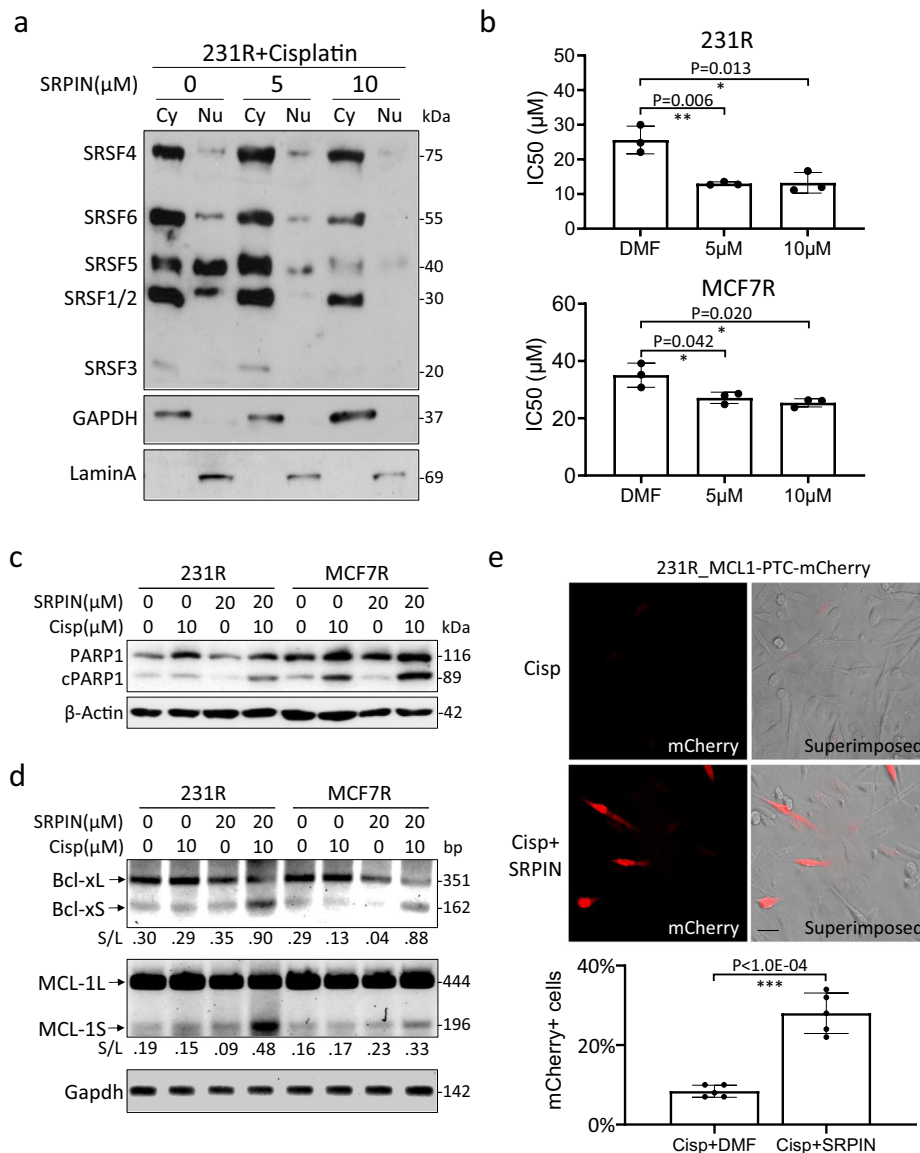 a
231R+Cisplatin
SRPIN(µM) 0 5 10
Cy Nu Cy Nu Cy Nu kDa
SRSF4 -75
SRSF6 -55
SRSF5 -40
SRSF1/2 -30
SRSF3 -20
GAPDH -37
LaminA -69
b
231R
P=0.013
*
P=0.006
**
IC50 (µM)
50
40
30
20
10
0
DMF 5µM 10µM
MCF7R
P=0.020
*
P=0.042
*
IC50 (µM)
60
40
20
0
DMF 5µM 10µM
c
231R MCF7R
SRPIN(µM) 0 0 20 20 0 0 20 20
Cisp(µM) 0 10 0 10 0 10 0 10 kDa
PARP1 -116
cPARP1 -89
β-Actin -42
d
231R MCF7R
SRPIN(µM) 0 0 20 20 0 0 20 20
Cisp(µM) 0 10 0 10 0 10 0 10 bp
Bcl-xL -351
Bcl-xS -162
S/L .30 .29 .35 .90 .29 .13 .04 .88
MCL-1L -444
MCL-1S -196
S/L .19 .15 .09 .48 .16 .17 .23 .33
Gapdh -142
e
231R_MCL1-PTC-mCherry
Cisp
mCherry Superimposed
Cisp+
SRPIN
mCherry Superimposed
P<1.0E-04
***
mCherry+ cells
40%
20%
0%
Cisp+DMF Cisp+SRPIN